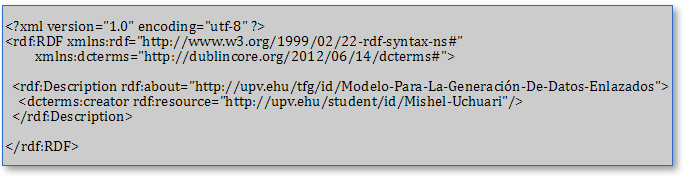 <?xml version="1.0" encoding="utf-8" ?>
<rdf:RDF xmlns:rdf="http://www.w3.org/1999/02/22-rdf-syntax-ns#"
xmlns:dcterms="http://dublincore.org/2012/06/14/dcterms#">
<rdf:Description rdf:about="http://upv.ehu/tfg/id/Modelo-Para-La-Generación-De-Datos-Enlazados">
<dcterms:creator rdf:resource="http://upv.ehu/student/id/Mishel-Uchuari"/>
</rdf:Description>
</rdf:RDF>